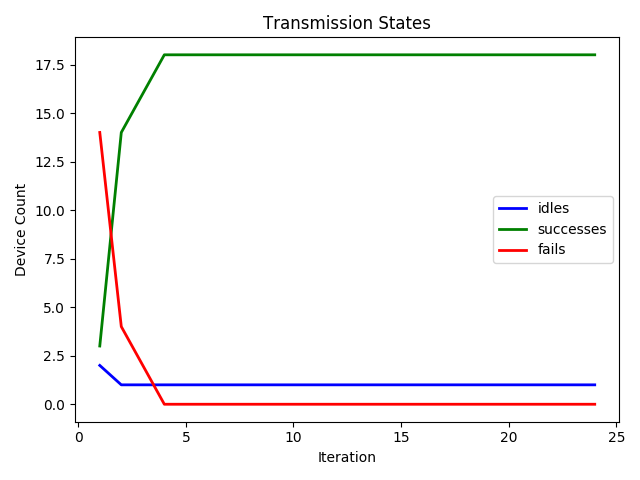 Transmission States
17.5
15.0
12.5
10.0
7.5
5.0
2.5
0.0
Device Count
idles
successes
fails
0 5 10 15 20 25
Iteration